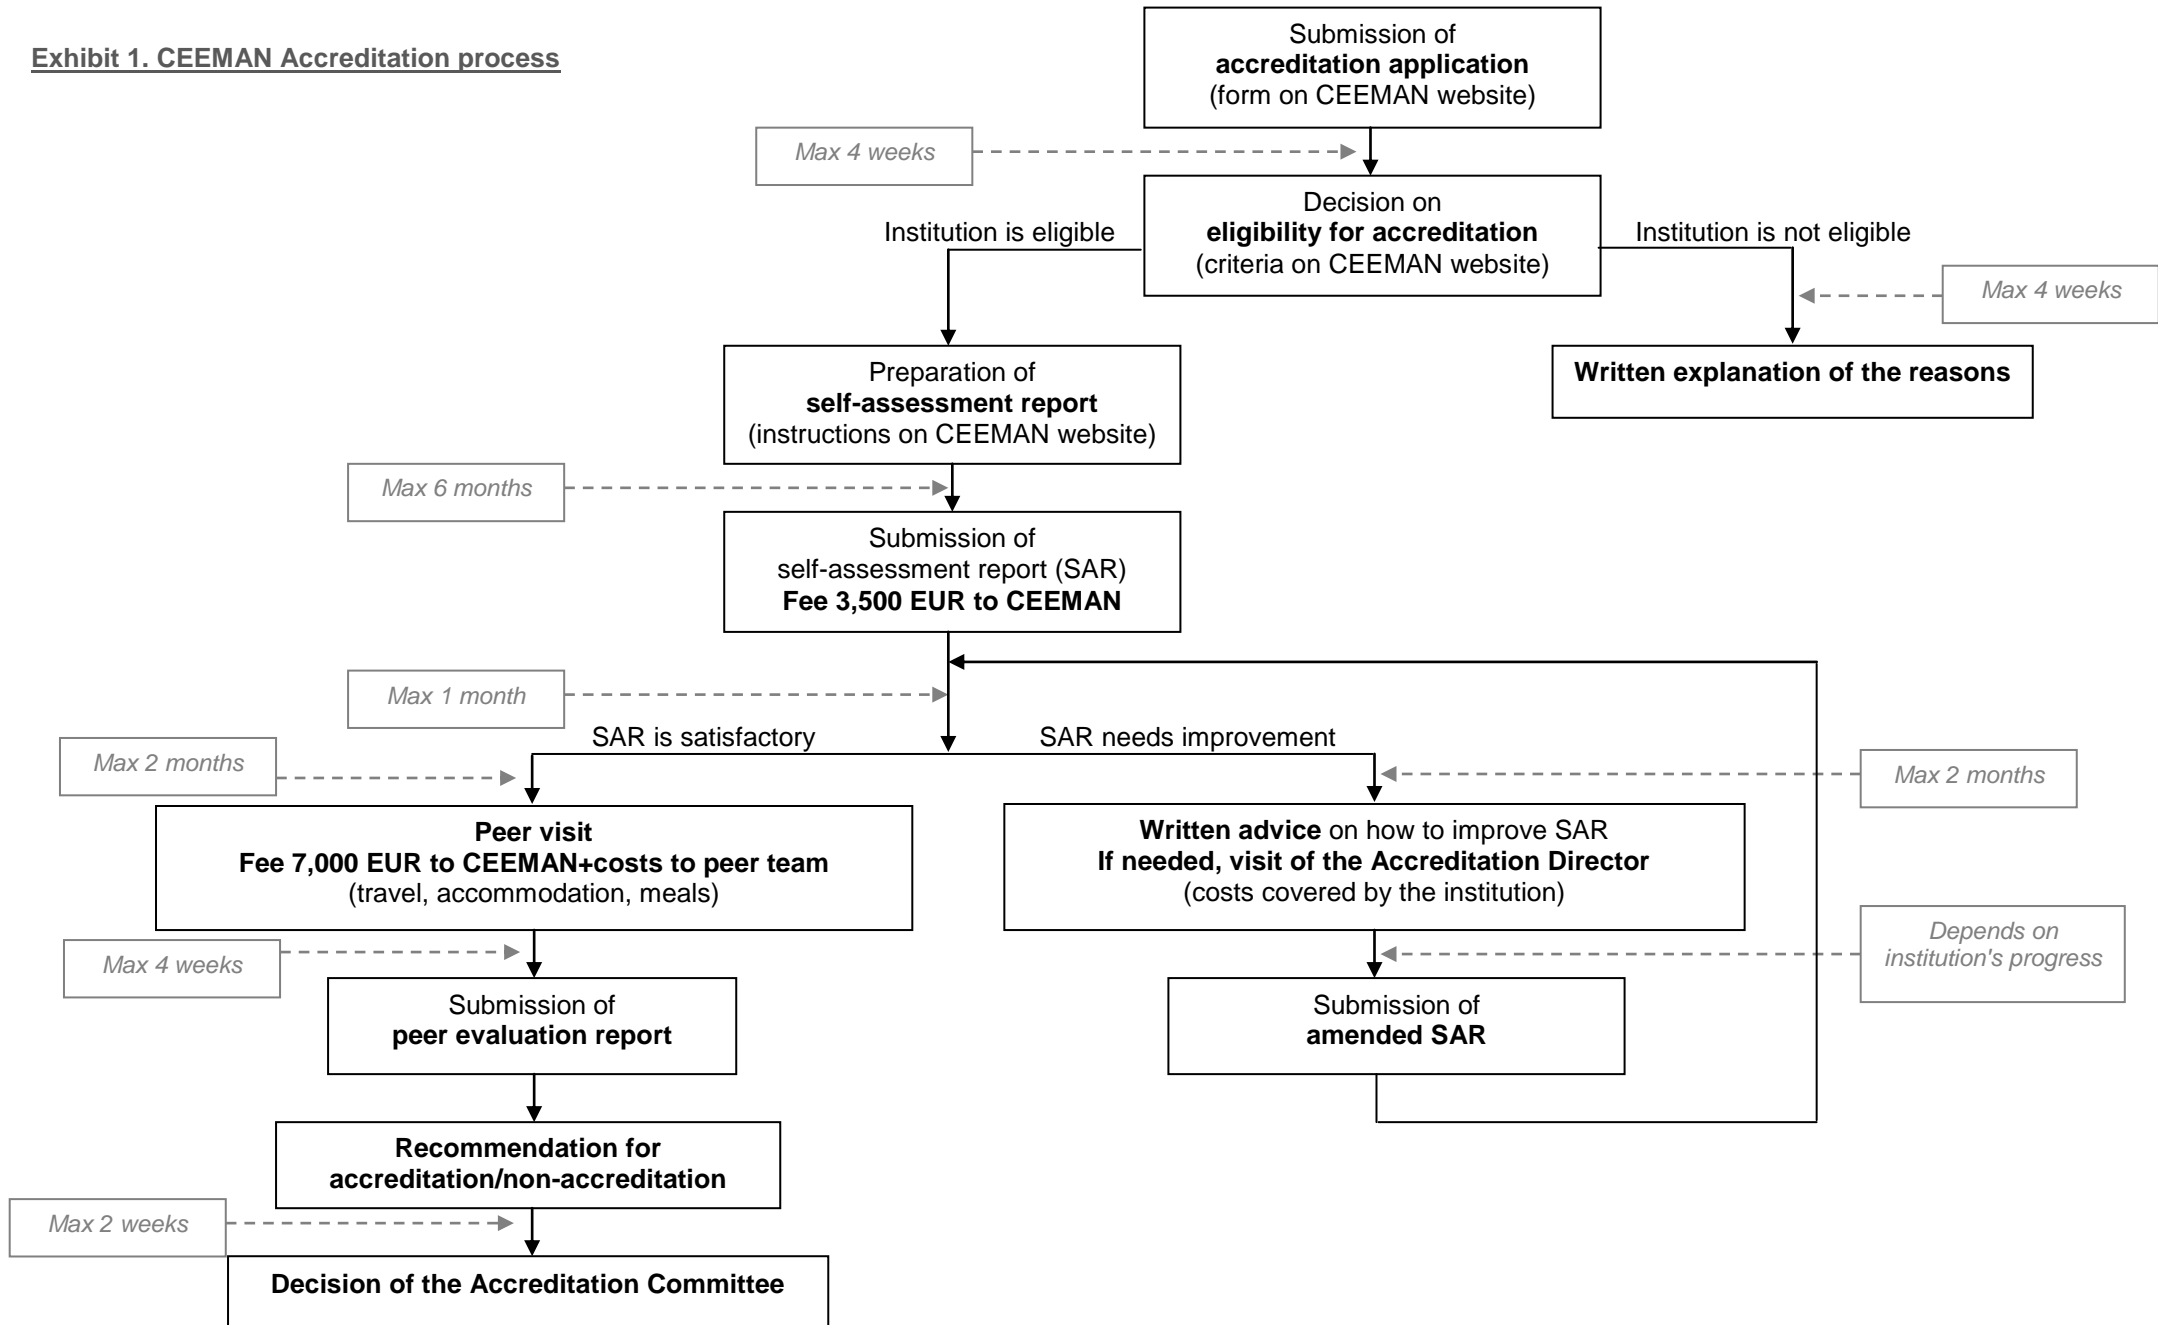 Exhibit 1. CEEMAN Accreditation process
Submission of
accreditation application
(form on CEEMAN website)
Max 4 weeks
Decision on
eligibility for accreditation
(criteria on CEEMAN website)
Institution is eligible
Institution is not eligible
Max 4 weeks
Preparation of
self-assessment report
(instructions on CEEMAN website)
Written explanation of the reasons
Max 6 months
Submission of
self-assessment report (SAR)
Fee 3,500 EUR to CEEMAN
Max 1 month
SAR is satisfactory
SAR needs improvement
Max 2 months
Max 2 months
Peer visit
Fee 7,000 EUR to CEEMAN+costs to peer team
(travel, accommodation, meals)
Written advice on how to improve SAR
If needed, visit of the Accreditation Director
(costs covered by the institution)
Max 4 weeks
Depends on
institution's progress
Submission of
peer evaluation report
Submission of
amended SAR
Recommendation for
accreditation/non-accreditation
Max 2 weeks
Decision of the Accreditation Committee